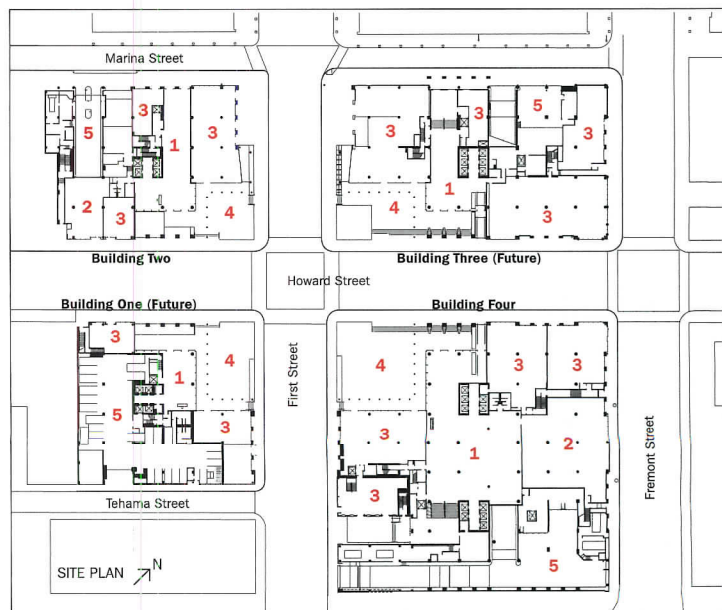 Marina Street
3
5
3
5
1
3
3
3
2
3
4
4
1
3
Building Two
Building Three (Future)
Howard Street
Building One (Future)
Building Four
3
4
1
5
3
First Street
4
3
3
3
1
2
3
5
Fremont Street
Tehama Street
SITE PLAN
N